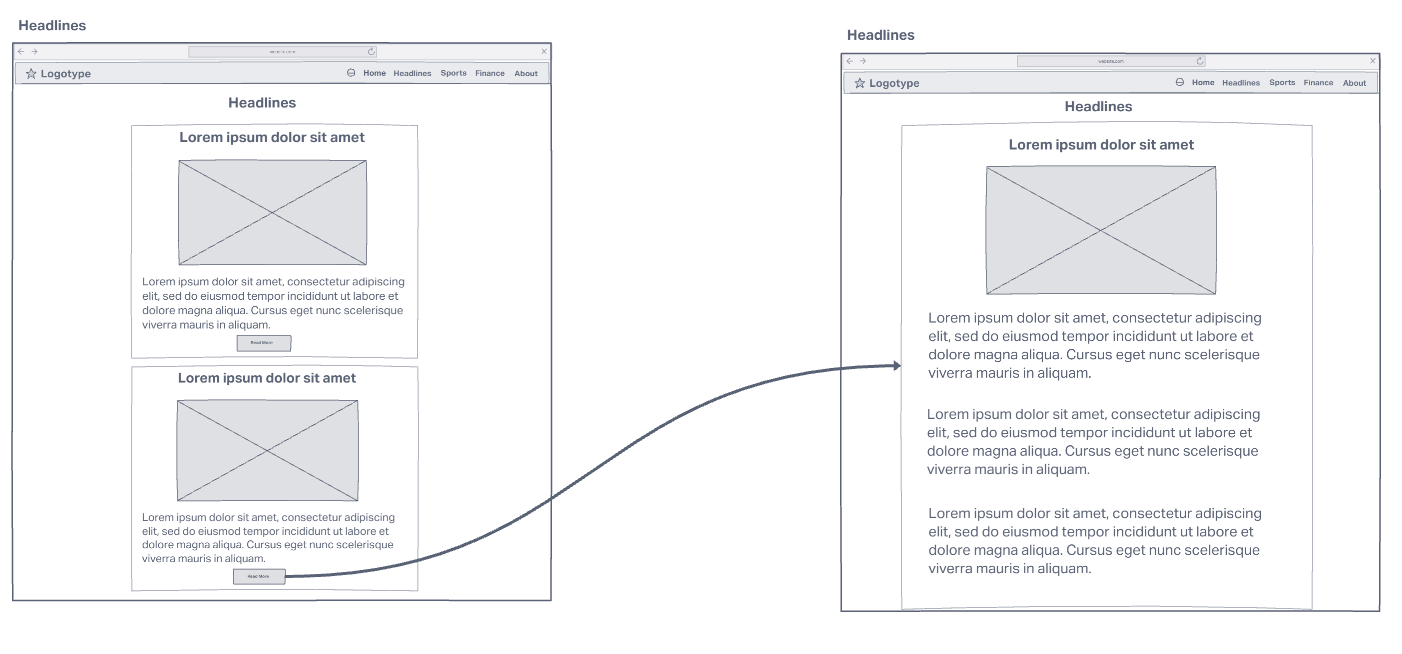 Headlines
Logotype
Home Headlines Sports Finance About
Headlines
Lorem ipsum dolor sit amet
Lorem ipsum dolor sit amet, consectetur adipiscing
elit, sed do eiusmod tempor incididunt ut labore et
dolore magna aliqua. Cursus eget nunc scelerisque
viverra mauris in aliquam.
Read More
Lorem ipsum dolor sit amet
Lorem ipsum dolor sit amet, consectetur adipiscing
elit, sed do eiusmod tempor incididunt ut labore et
dolore magna aliqua. Cursus eget nunc scelerisque
viverra mauris in aliquam.
Read More
Headlines
website.com
Logotype
Home Headlines Sports Finance About
Headlines
Lorem ipsum dolor sit amet
Lorem ipsum dolor sit amet, consectetur adipiscing
elit, sed do eiusmod tempor incididunt ut labore et
dolore magna aliqua. Cursus eget nunc scelerisque
viverra mauris in aliquam.
Lorem ipsum dolor sit amet, consectetur adipiscing
elit, sed do eiusmod tempor incididunt ut labore et
dolore magna aliqua. Cursus eget nunc scelerisque
viverra mauris in aliquam.
Lorem ipsum dolor sit amet, consectetur adipiscing
elit, sed do eiusmod tempor incididunt ut labore et
dolore magna aliqua. Cursus eget nunc scelerisque
viverra mauris in aliquam.